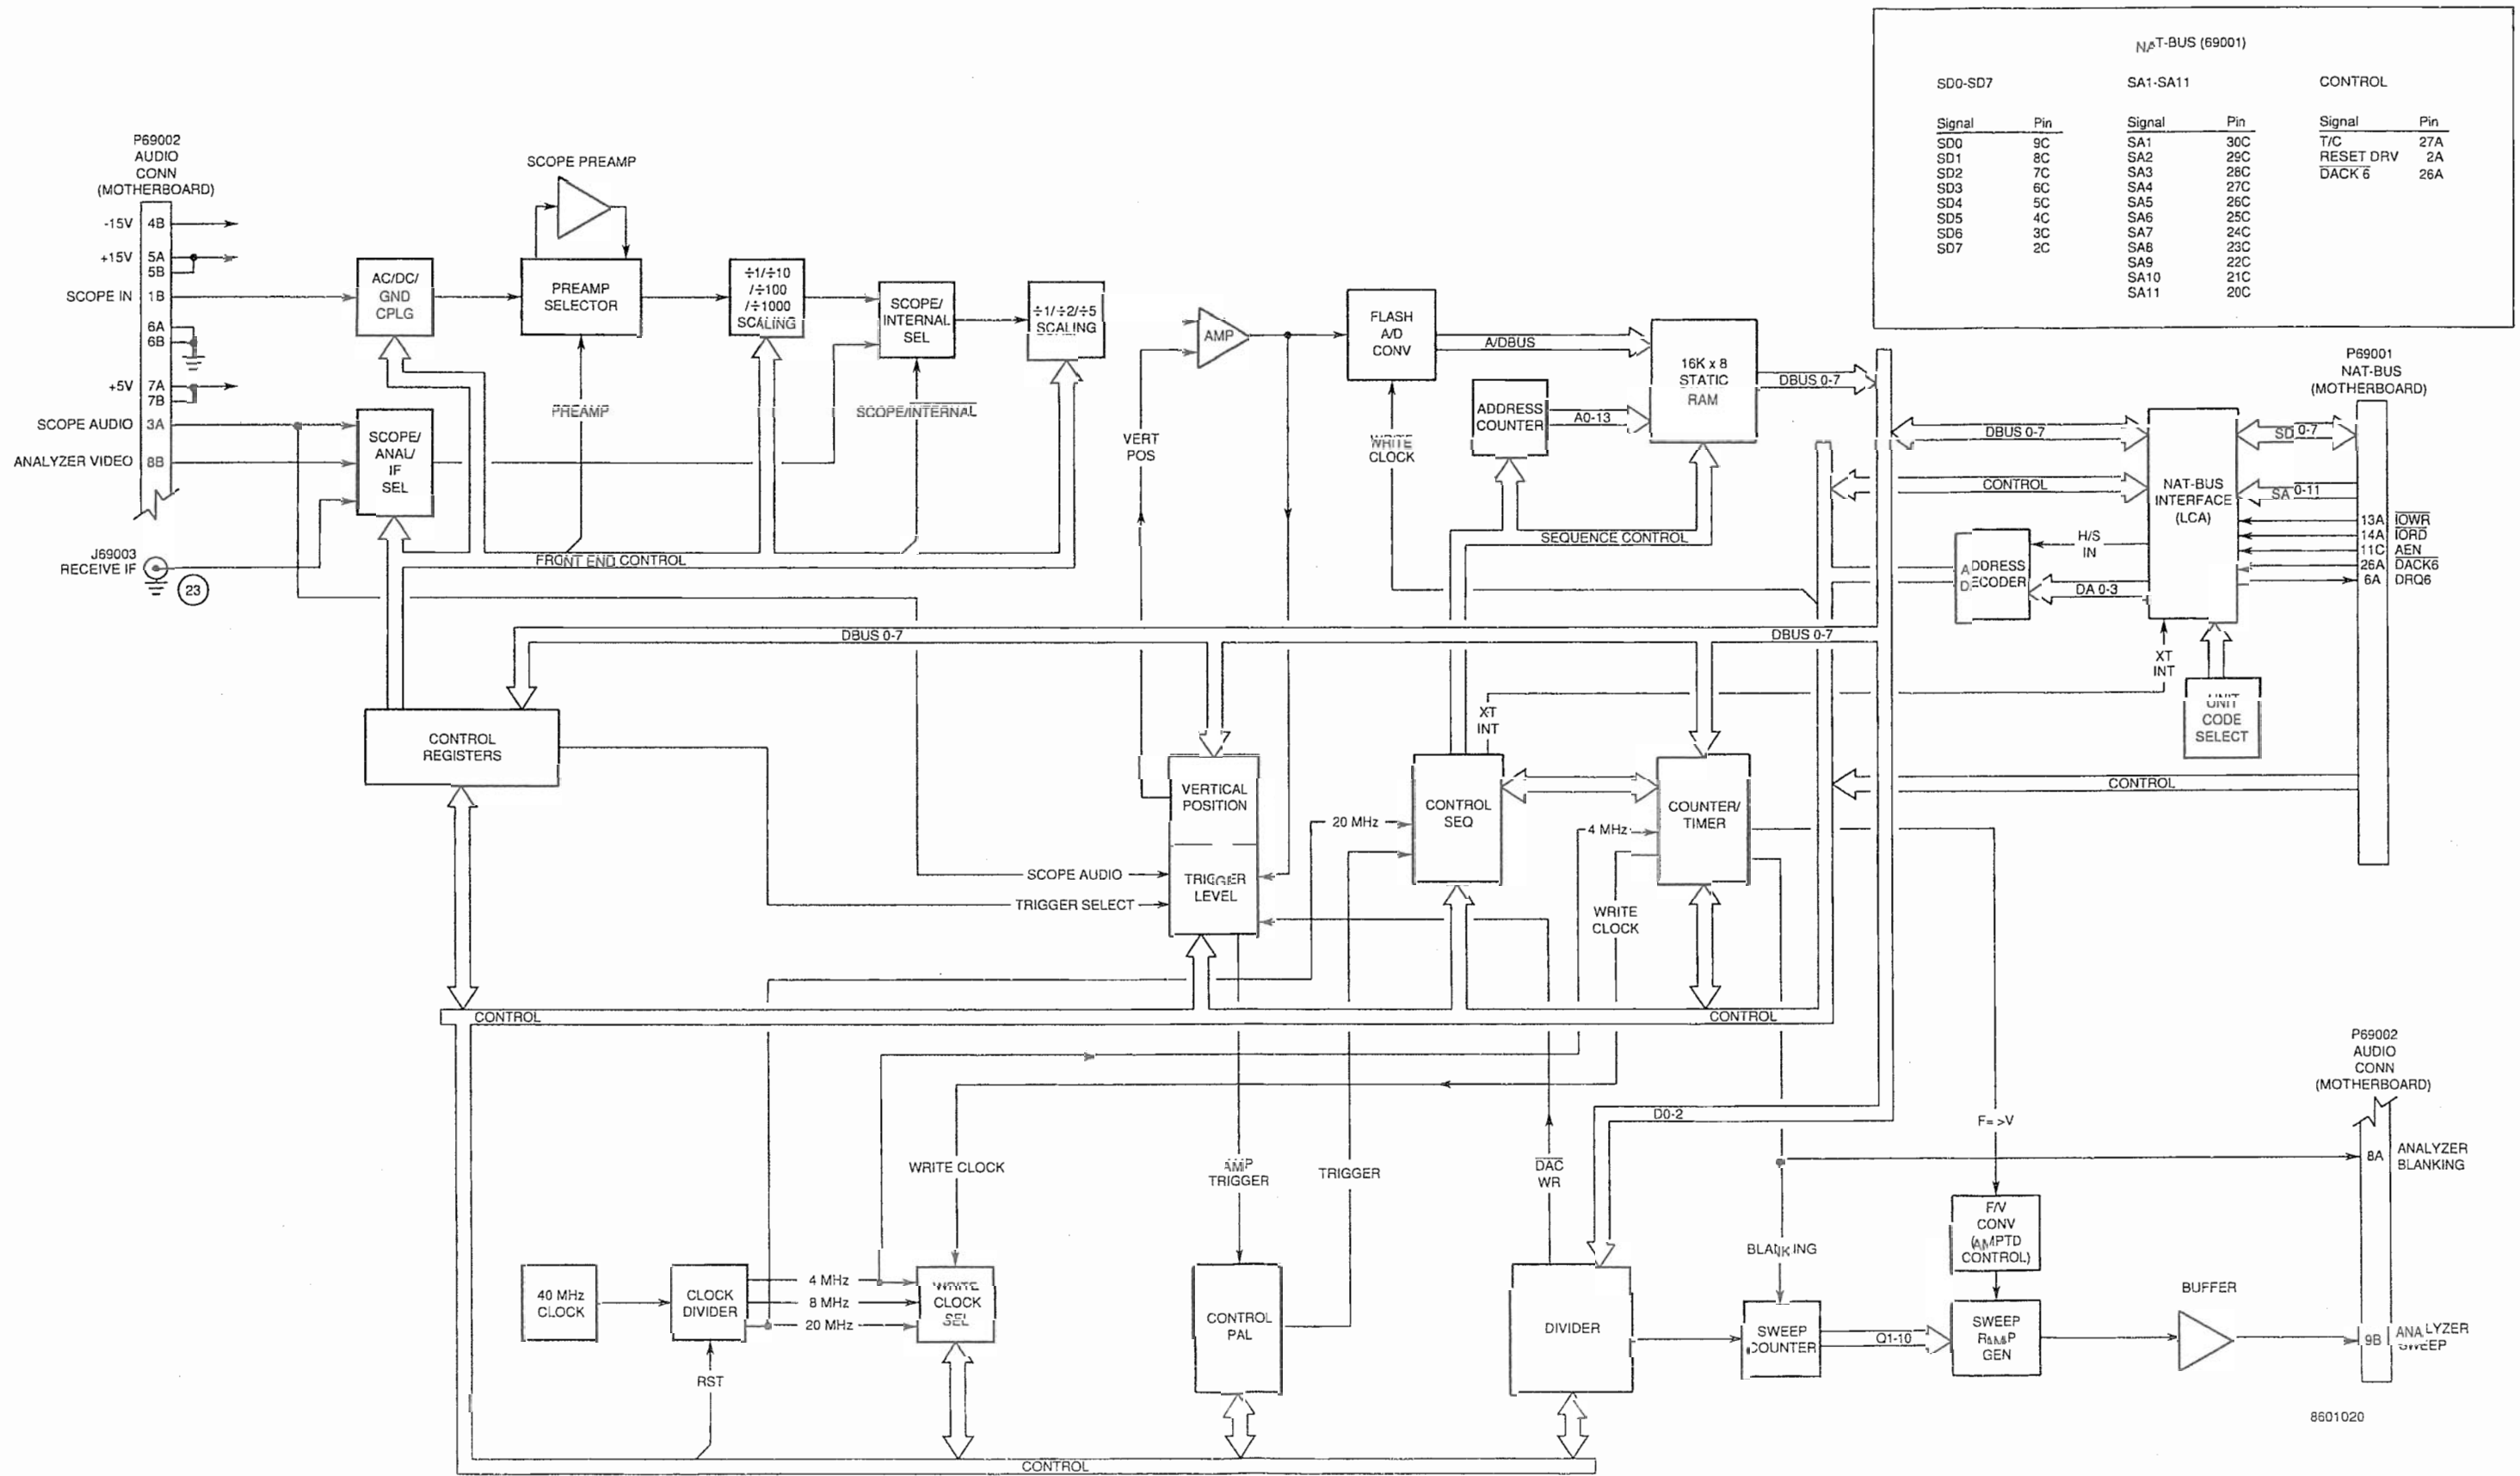 NAT-BUS (69001)
SD0-SD7 SA1-SA11 CONTROL
Signal Pin Signal Pin Signal Pin
SD0 9C SA1 30C T/C 27A
SD1 8C SA2 29C RESET DRV 2A
SD2 7C SA3 28C DACK 6 26A
SD3 6C SA4 27C
SD4 5C SA5 26C
SD5 4C SA6 25C
SD6 3C SA7 24C
SD7 2C SA8 23C
SA9 22C
SA10 21C
SA11 20C
P69002
AUDIO
CONN
(MOTHERBOARD)
-15V 4B
+15V 5A
5B
SCOPE IN 1B
6A
6B
+5V 7A
7B
SCOPE AUDIO 3A
ANALYZER VIDEO 8B
J69003
RECEIVE IF
23
SCOPE PREAMP
AC/DC/
GND
CPLG
PREAMP
SELECTOR
÷1/÷10
/÷100
/÷1000
SCALING
SCOPE/
INTERNAL
SEL
÷1/÷2/÷5
SCALING
SCOPE/
ANAL/
IF
SEL
PREAMP
SCOPE/INTERNAL
FRONT END CONTROL
VERT
POS
AMP
FLASH
A/D
CONV
A/DBUS
16K x 8
STATIC
RAM
DBUS 0-7
ADDRESS
COUNTER
A0-13
WRITE
CLOCK
SEQUENCE CONTROL
P69001
NAT-BUS
(MOTHERBOARD)
DBUS 0-7
SD 0-7
CONTROL
SA 0-11
NAT-BUS
INTERFACE
(LCA)
13A IOWR
14A IORD
11C AEN
26A DACK6
6A DRQ6
ADDRESS
DECODER
H/S
IN
DA 0-3
XT
INT
UNIT
CODE
SELECT
CONTROL
DBUS 0-7
DBUS 0-7
CONTROL
REGISTERS
VERTICAL
POSITION
TRIGGER
LEVEL
SCOPE AUDIO
TRIGGER SELECT
XT
INT
CONTROL
SEQ
20 MHz
COUNTER/
TIMER
4 MHz
WRITE
CLOCK
CONTROL
CONTROL
D0-2
F= >V
P69002
AUDIO
CONN
(MOTHERBOARD)
8A ANALYZER
BLANKING
WRITE CLOCK
AMP
TRIGGER
TRIGGER
DAC
WR
BLANKING
F/V
CONV
(AMPTD
CONTROL)
40 MHz
CLOCK
CLOCK
DIVIDER
4 MHz
8 MHz
20 MHz
WRITE
CLOCK
SEL
RST
CONTROL
PAL
DIVIDER
SWEEP
COUNTER
Q1-10
SWEEP
RAMP
GEN
BUFFER
9B ANALYZER
SWEEP
CONTROL
8601020